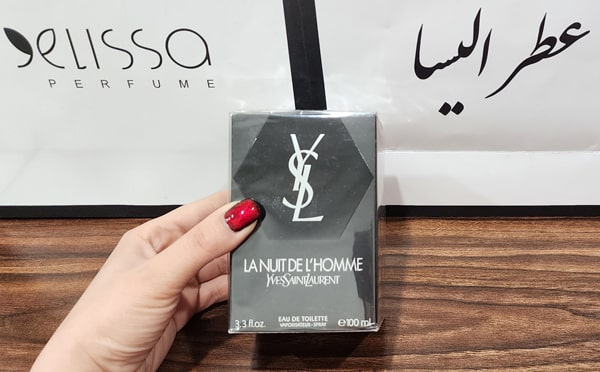 elissa
PERFUME
عطر الیسا
YSL
LA NUIT DE L'HOMME
YVESSAINTLAURENT
EAU DE TOILETTE
VAPORISATEUR-SPRAY
3.3 fl.oz. e100 ml